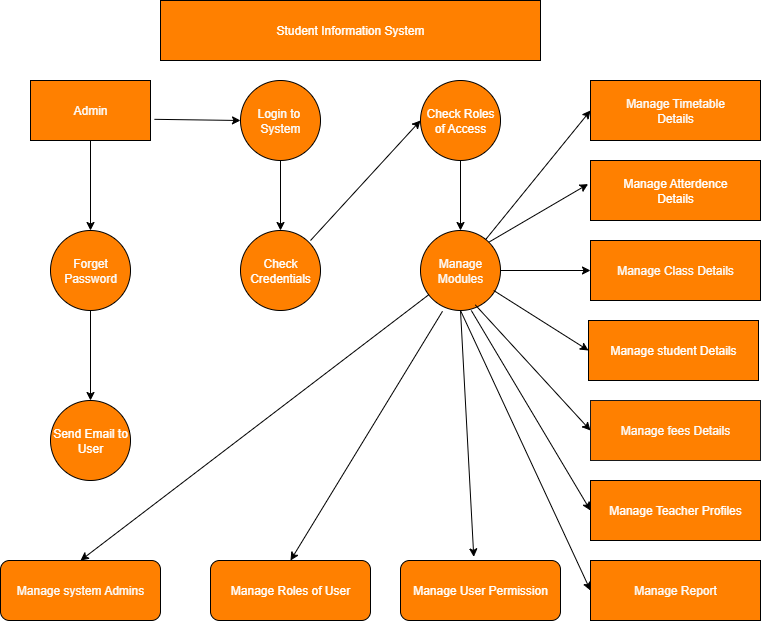 Student Information System
Admin
Login to
System
Check Roles
of Access
Manage Timetable
Details
Manage Atterdence
Details
Forget
Password
Check
Credentials
Manage
Modules
Manage Class Details
Manage student Details
Send Email to
User
Manage fees Details
Manage Teacher Profiles
Manage system Admins
Manage Roles of User
Manage User Permission
Manage Report